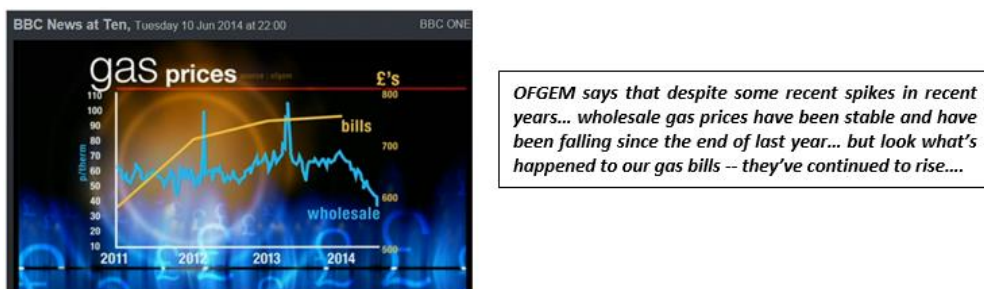 BBC News at Ten, Tuesday 10 Jun 2014 at 22:00
BBC ONE
gas prices source : ofgem
£'s
110
100
90
80
70
60
50
40
30
20
10
p/therm
800
700
600
500
bills
wholesale
2011 2012 2013 2014
OFGEM says that despite some recent spikes in recent
years... wholesale gas prices have been stable and have
been falling since the end of last year... but look what's
happened to our gas bills -- they've continued to rise....